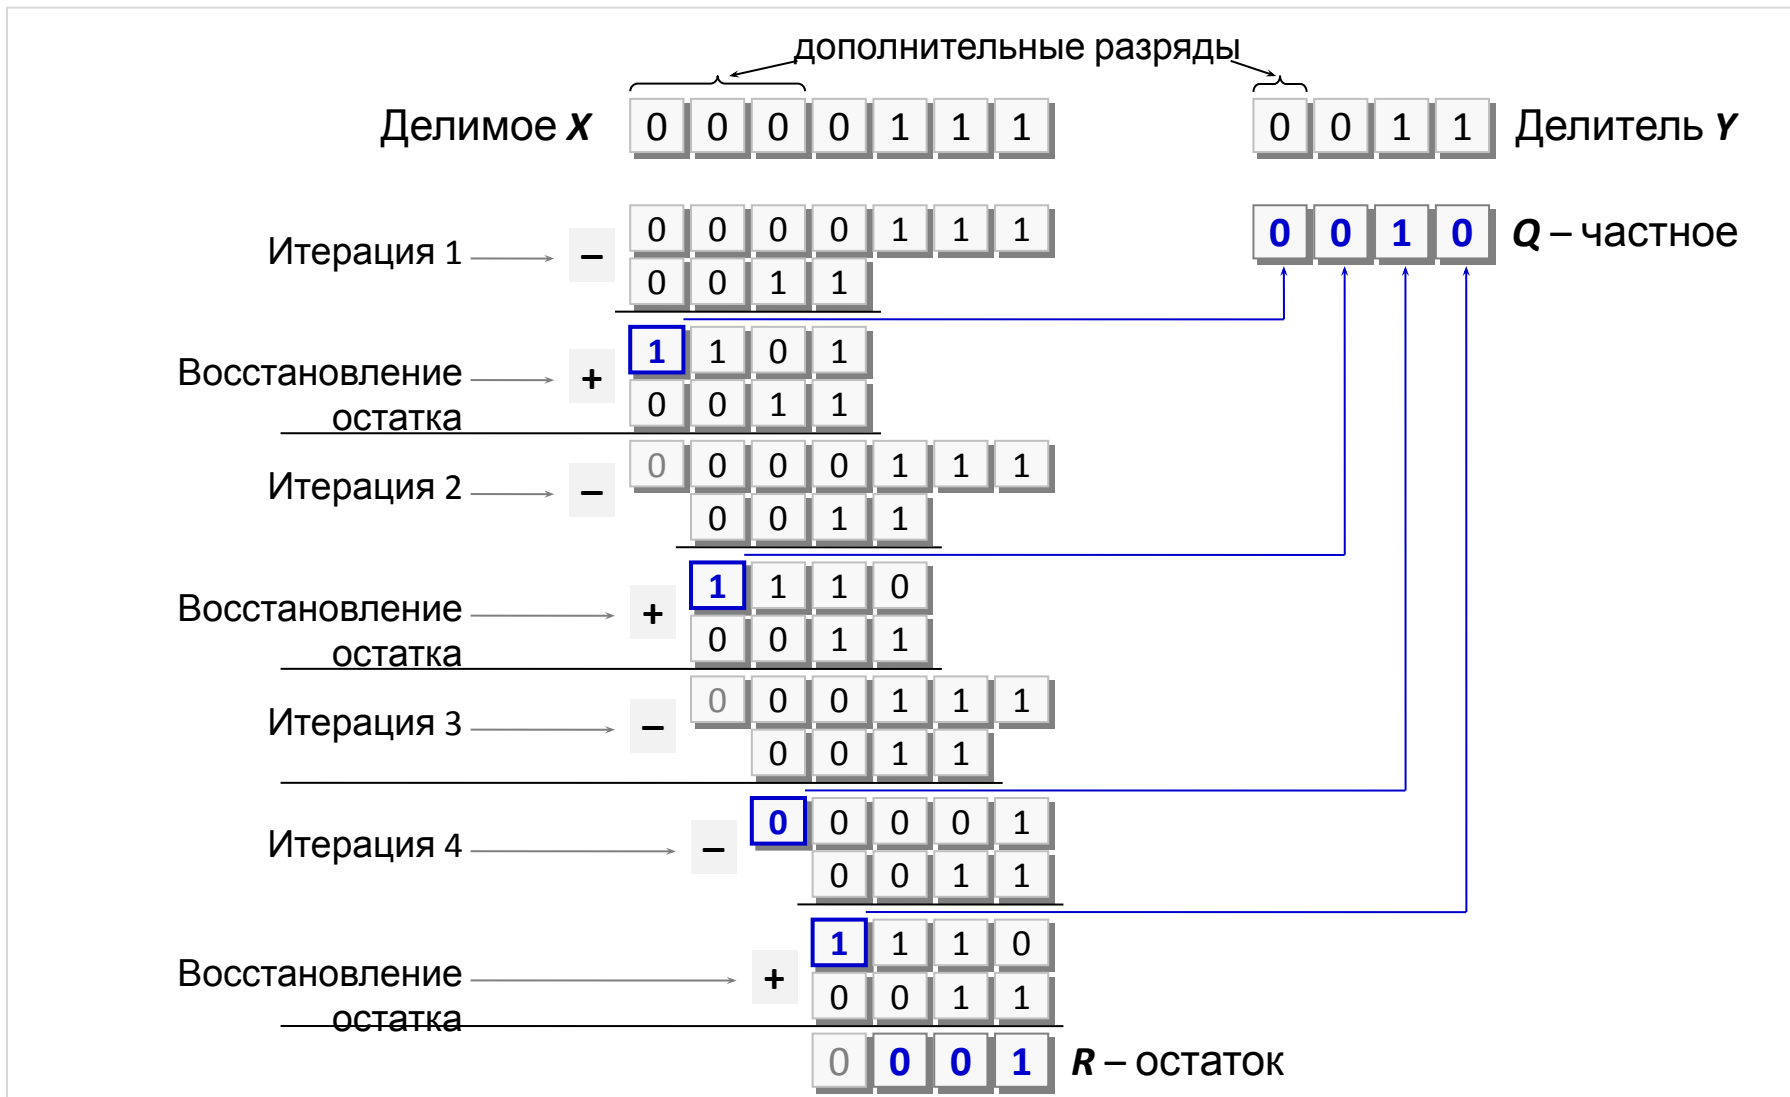 дополнительные разряды
Делимое X 0 0 0 0 1 1 1 0 0 1 1 Делитель Y
Итерация 1 − 0 0 0 0 1 1 1 0 0 1 0 Q – частное
0 0 1 1
Восстановление остатка + 1 1 0 1
0 0 1 1
Итерация 2 − 0 0 0 0 1 1 1
0 0 1 1
Восстановление остатка + 1 1 1 0
0 0 1 1
Итерация 3 − 0 0 0 1 1 1
0 0 1 1
Итерация 4 − 0 0 0 0 1
0 0 1 1
Восстановление остатка + 1 1 1 0
0 0 1 1
0 0 0 1 R – остаток